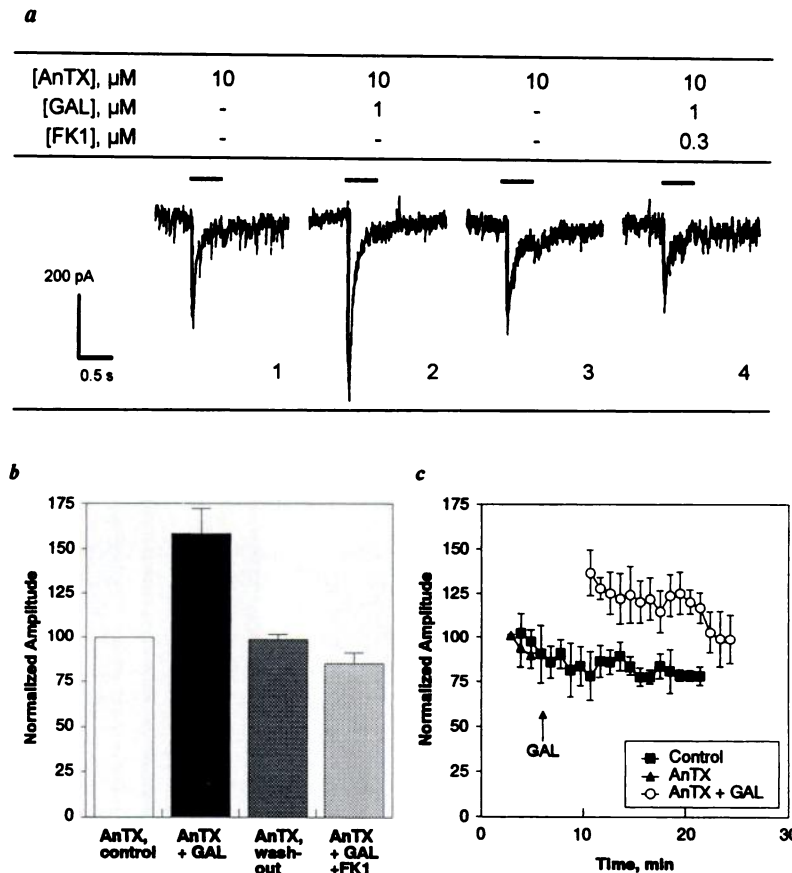 a
[AnTX], µM 10 10 10 10
[GAL], µM - 1 - 1
[FK1], µM - - - 0.3
200 pA
0.5 s
1 2 3 4
b
175
150
125
100
75
50
25
0
Normalized Amplitude
AnTX, control
AnTX + GAL
AnTX, wash-out
AnTX + GAL +FK1
c
175
150
125
100
75
50
25
0
Normalized Amplitude
GAL
Control
AnTX
AnTX + GAL
0 10 20 30
Time, min